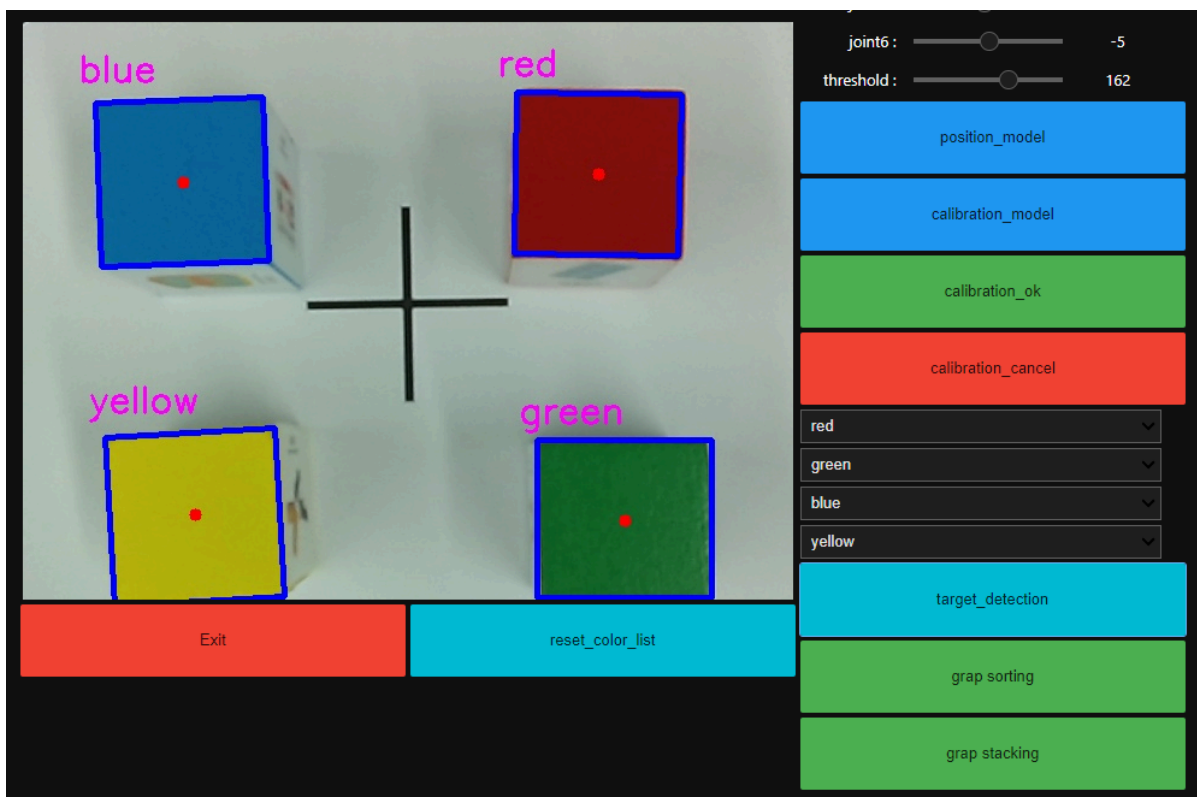 blue
red
yellow
green
joint6 :
-5
threshold :
162
position_model
calibration_model
calibration_ok
calibration_cancel
red
green
blue
yellow
target_detection
Exit
reset_color_list
grap sorting
grap stacking